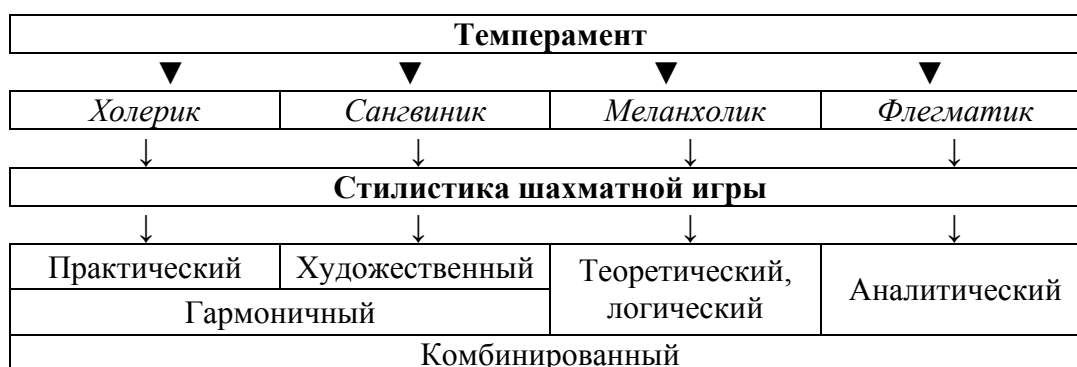 Темперамент
▼ ▼ ▼ ▼
Холерик Сангвиник Меланхолик Флегматик
↓ ↓ ↓ ↓
Стилистика шахматной игры
↓ ↓ ↓ ↓
Практический Художественный Теоретический,
логический Аналитический
Гармоничный
Комбинированный